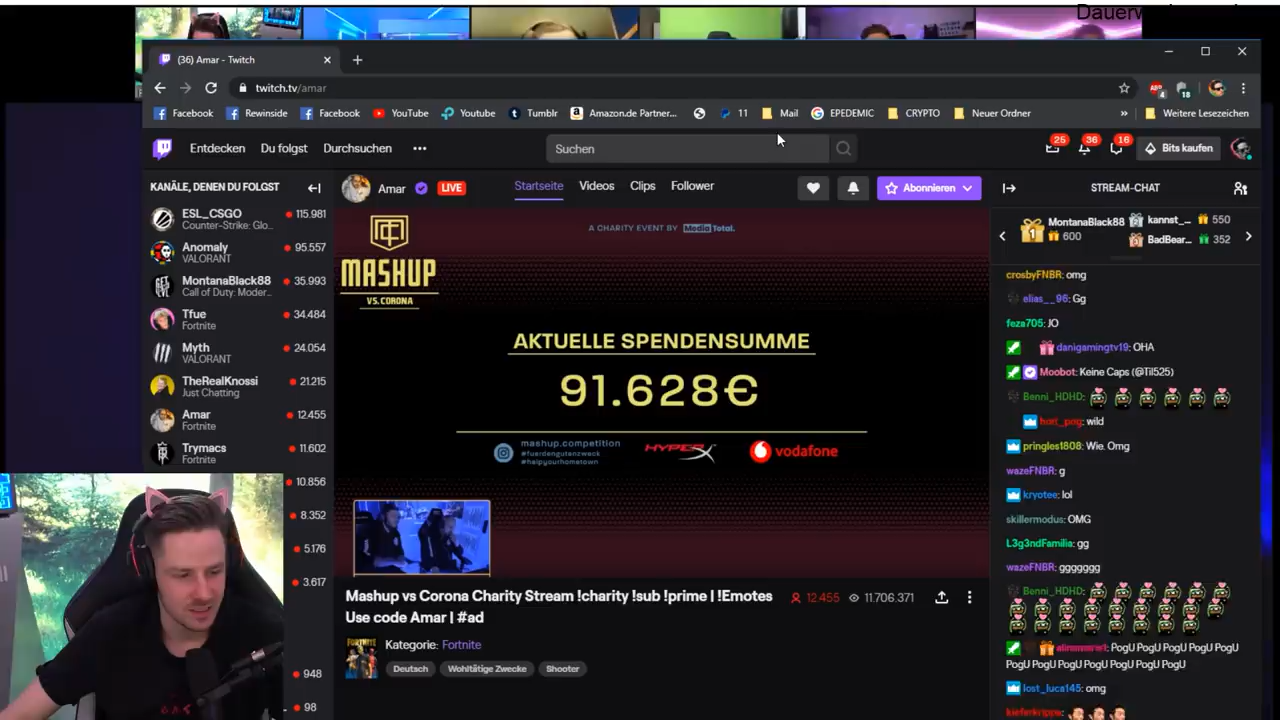 (36) Amar - Twitch
twitch.tv/amar
Facebook
Rewinside
Facebook
YouTube
Youtube
Tumblr
Amazon.de Partner...
11
Mail
EPEDEMIC
CRYPTO
Neuer Ordner
»
Weitere Lesezeichen
Entdecken
Du folgst
Durchsuchen
Suchen
25
36
16
Bits kaufen
KANÄLE, DENEN DU FOLGST
ESL_CSGO
115.981
Counter-Strike: Glo...
Anomaly
95.557
VALORANT
MontanaBlack88
35.993
Call of Duty: Moder...
Tfue
34.484
Fortnite
Myth
24.054
VALORANT
TheRealKnossi
21.215
Just Chatting
Amar
12.455
Fortnite
Trymacs
11.602
Fortnite
10.856
8.352
5.176
3.617
948
98
Amar
LIVE
Startseite
Videos
Clips
Follower
Abonnieren
MASHUP
VS. CORONA
A CHARITY EVENT BY MediaTotal.
AKTUELLE SPENDENSUMME
91.628€
mashup.competition
#fuerdengutenzweck
#helpyourhometown
HYPERX
vodafone
Mashup vs Corona Charity Stream !charity !sub !prime | !Emotes
Use code Amar | #ad
12.455
11.706.371
FORTNITE
Kategorie: Fortnite
Deutsch
Wohltätige Zwecke
Shooter
STREAM-CHAT
1
MontanaBlack88
600
kannst_...
550
BadBear...
352
crosbyFNBR: omg
elias__96: Gg
feza705: JO
danigamingtv19: OHA
Moobot: Keine Caps (@Til525)
Benni_HDHD:
hori_pog: wild
pringles1808: Wie. Omg
wazeFNBR: g
kryotee: lol
skillermodus: OMG
L3g3ndFamilia: gg
wazeFNBR: ggggggg
Benni_HDHD:
PogU PogU PogU PogU
PogU PogU PogU PogU PogU PogU PogU
lost_luca145: omg